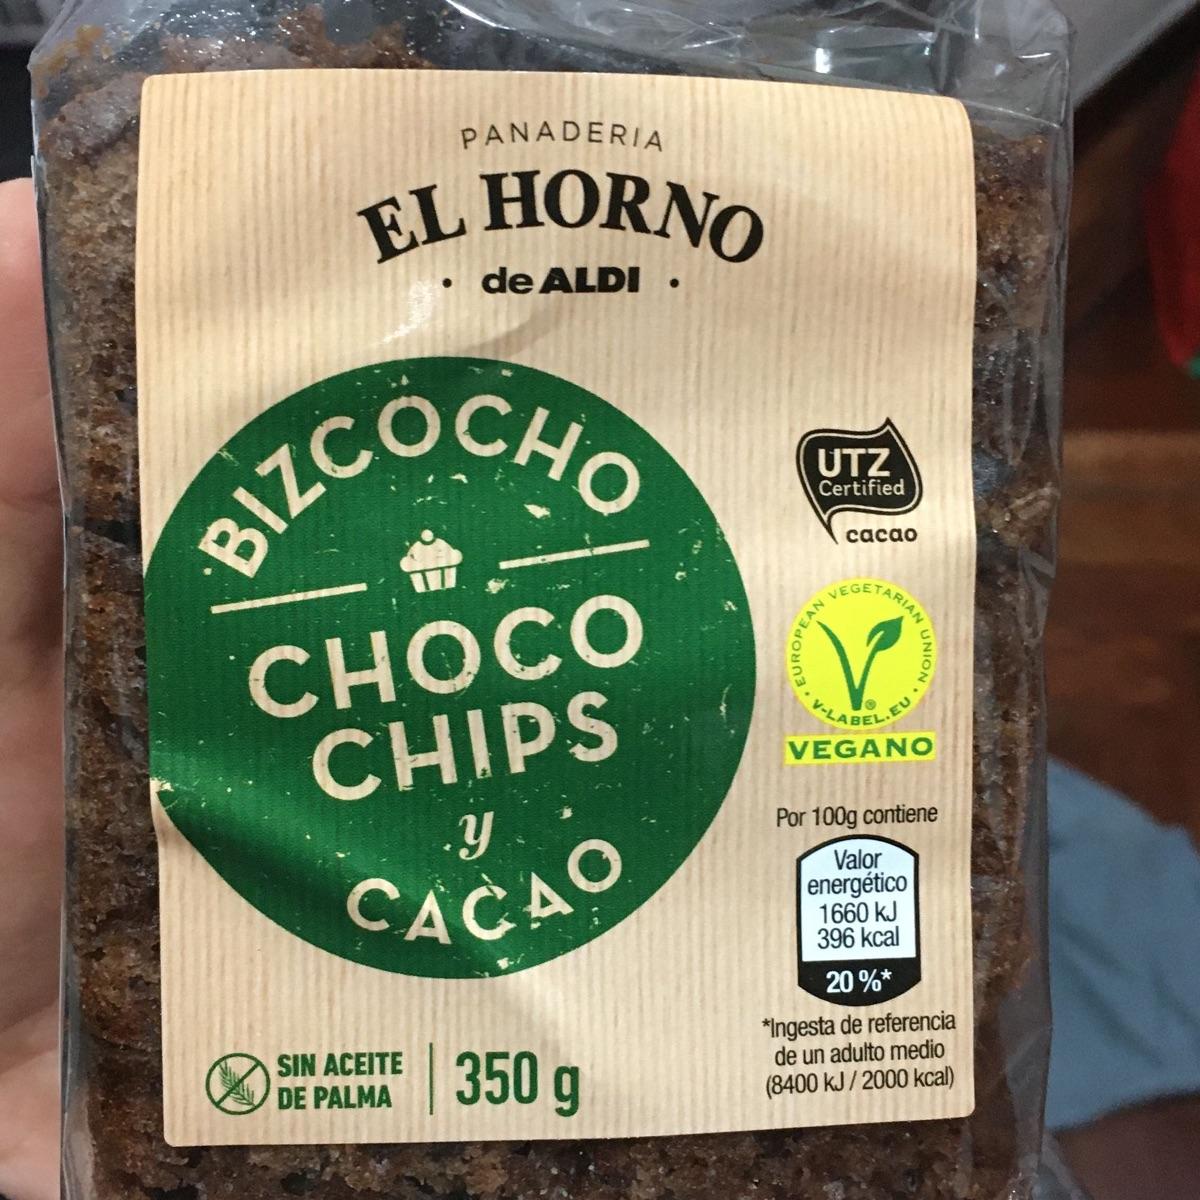 PANADERIA
EL HORNO
· de ALDI ·
BIZCOCHO
CHOCO
CHIPS
y
CACAO
UTZ
Certified
cacao
EUROPEAN VEGETARIAN UNION
· V-LABEL.EU ·
®
VEGANO
Por 100g contiene
Valor
energético
1660 kJ
396 kcal
20 %*
*Ingesta de referencia
de un adulto medio
(8400 kJ / 2000 kcal)
SIN ACEITE
DE PALMA
350 g